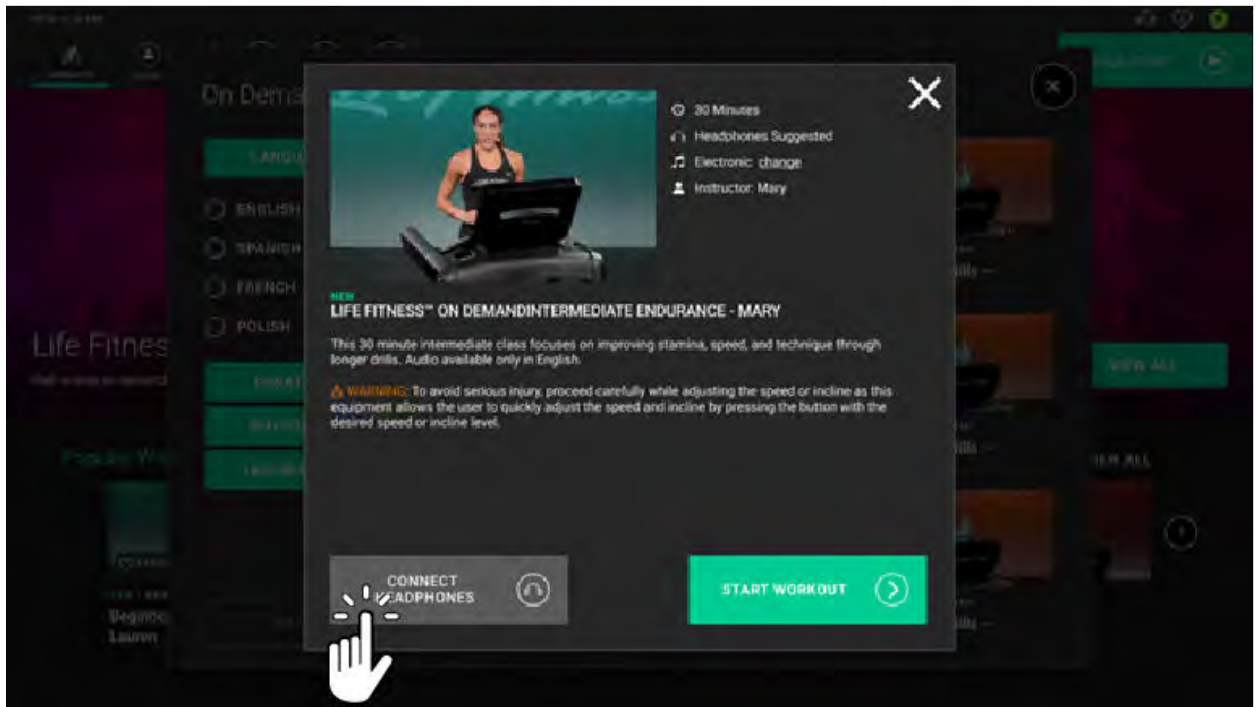 On Dema
30 Minutes
Headphones Suggested
Electronic change
Instructor: Mary
ENGLISH
SPANISH
FRENCH
POLISH
NEW
LIFE FITNESS™ ON DEMANDINTERMEDIATE ENDURANCE - MARY
This 30 minute intermediate class focuses on improving stamina, speed, and technique through
longer drills. Audio available only in English.
WARNING: To avoid serious injury, proceed carefully while adjusting the speed or incline as this
equipment allows the user to quickly adjust the speed and incline by pressing the button with the
desired speed or incline level.
Life Fitnes
VIEW ALL
CONNECT
HEADPHONES
START WORKOUT
Lauren